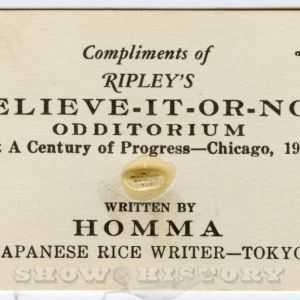 Compliments of
RIPLEY'S
ELIEVE-IT-OR-NO
ODDITORIUM
A Century of Progress—Chicago, 19
WRITTEN BY
HOMMA
APANESE RICE WRITER—TOKYO
SHOW HISTORY